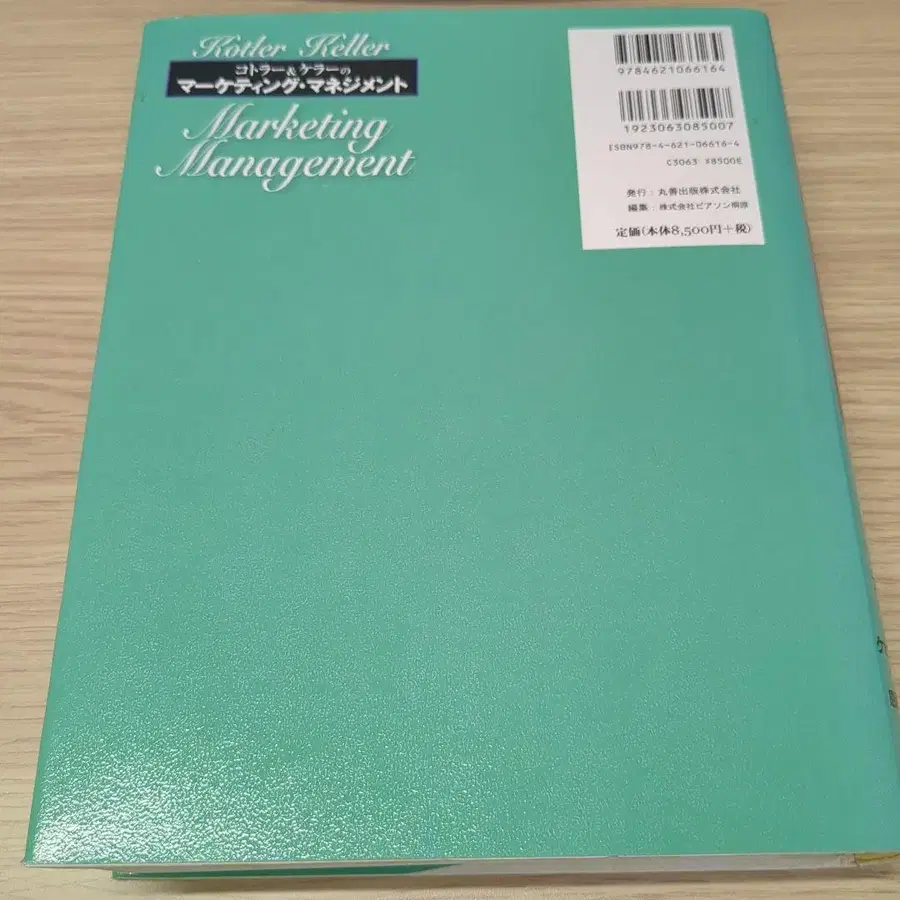 Kotler Keller
コトラー&ケラーの
マーケティング・マネジメント
Marketing
Management
9784621066164
1923063085007
ISBN978-4-621-06616-4
C3063 ¥8500E
発行：丸善出版株式会社
編集：株式会社ピアソン桐原
定価(本体8,500円+税)